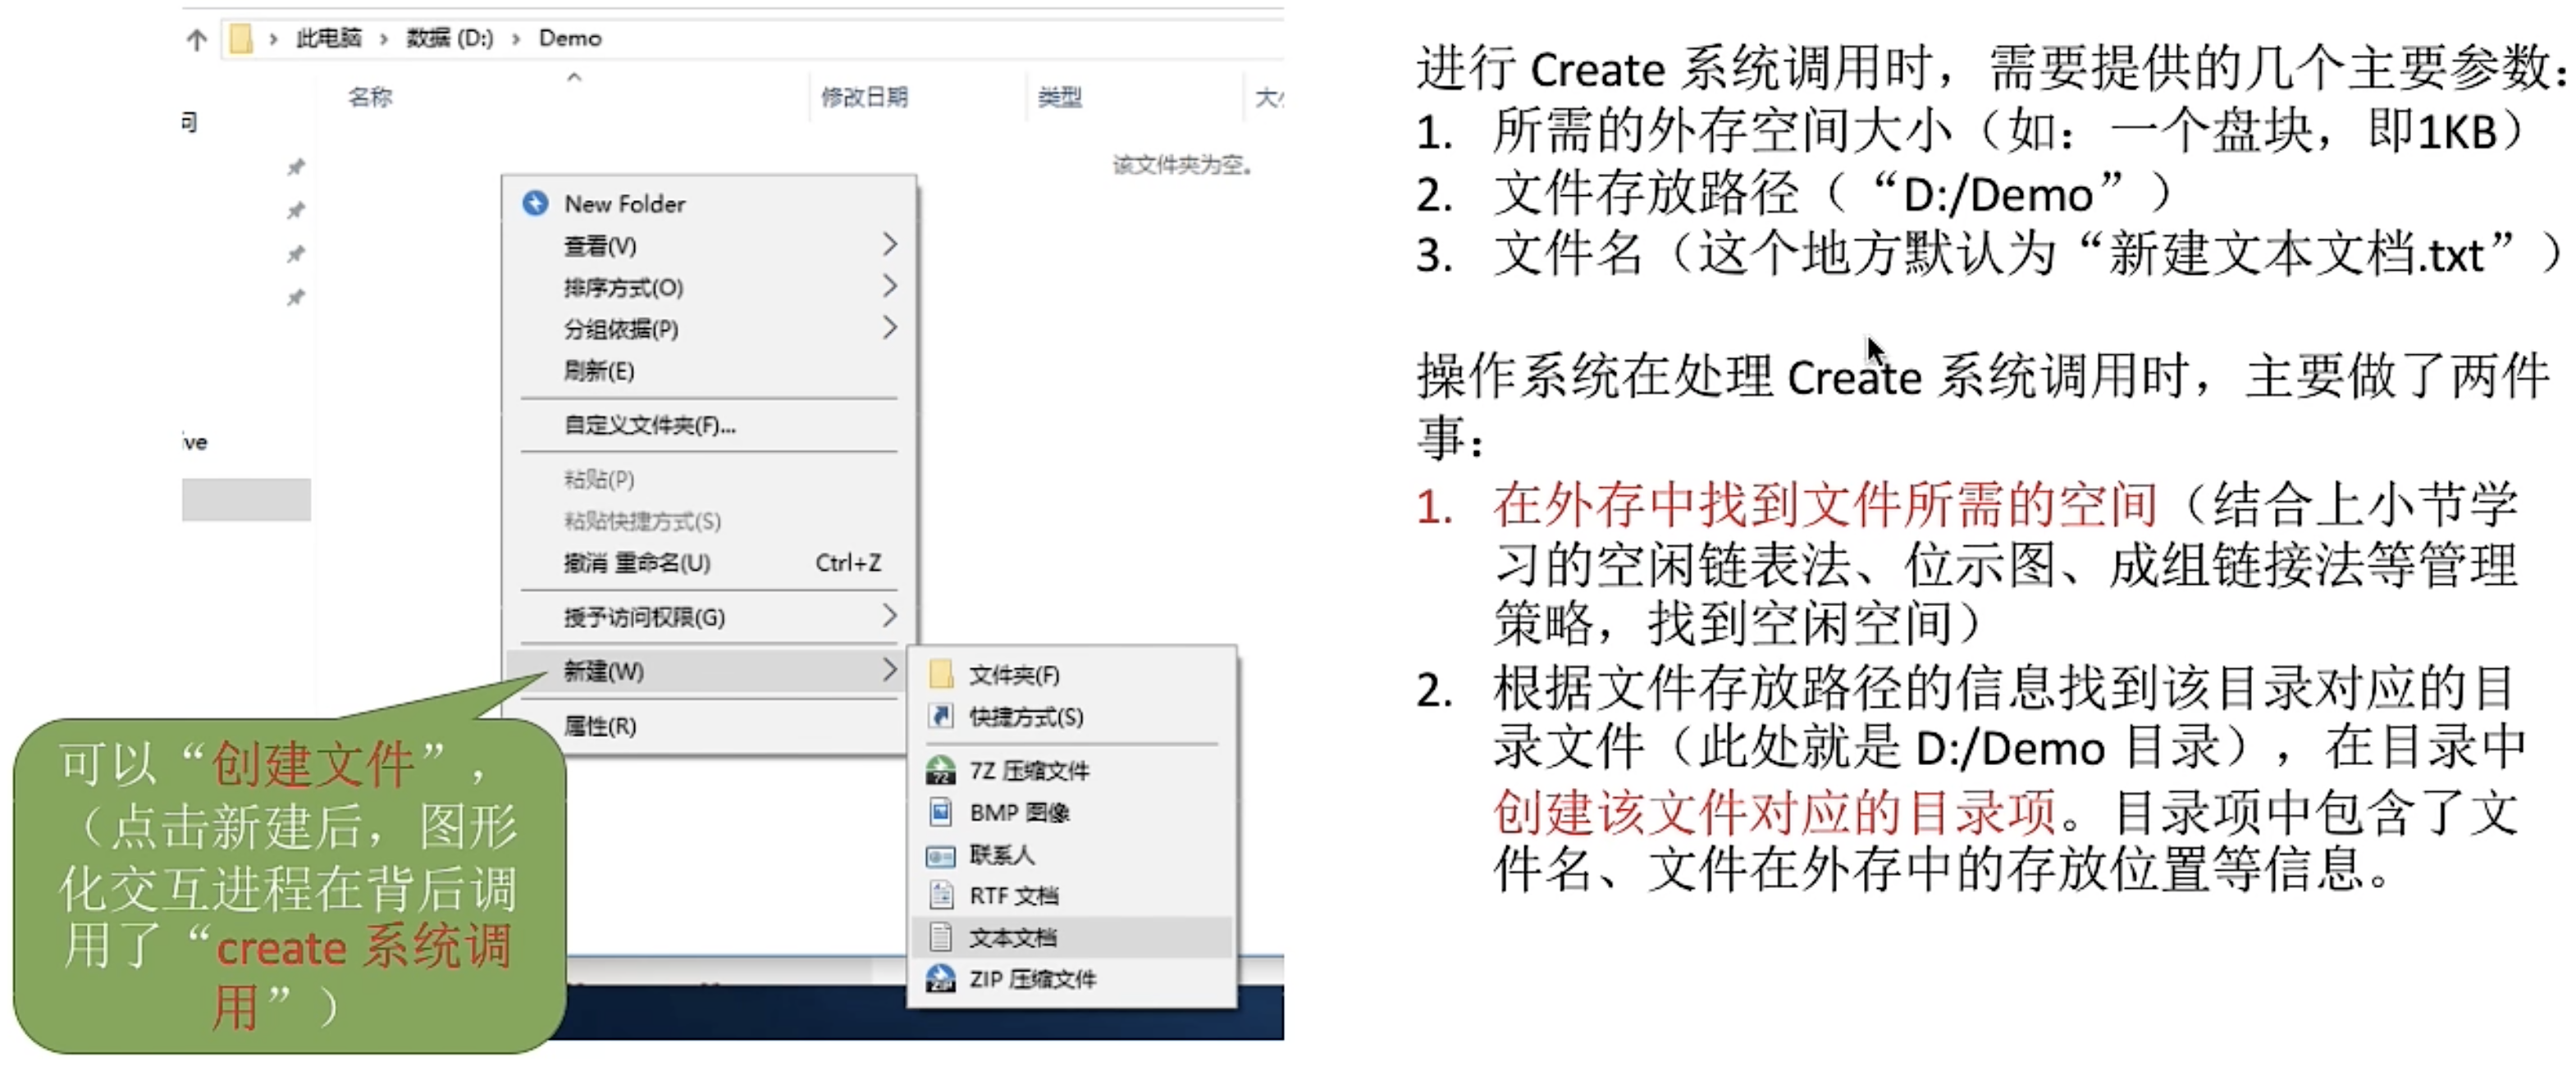 此电脑 › 数据 (D:) › Demo
名称
修改日期
类型
该文件夹为空。
ve
New Folder
查看(V)
排序方式(O)
分组依据(P)
刷新(E)
自定义文件夹(F)...
粘贴(P)
粘贴快捷方式(S)
撤消 重命名(U) Ctrl+Z
授予访问权限(G)
新建(W)
属性(R)
文件夹(F)
快捷方式(S)
7Z 压缩文件
BMP 图像
联系人
RTF 文档
文本文档
ZIP 压缩文件
可以“创建文件”，
（点击新建后，图形
化交互进程在背后调
用了“create 系统调
用”）
进行 Create 系统调用时，需要提供的几个主要参数：
1. 所需的外存空间大小（如：一个盘块，即1KB）
2. 文件存放路径（“D:/Demo”）
3. 文件名（这个地方默认为“新建文本文档.txt”）
操作系统在处理 Create 系统调用时，主要做了两件
事：
1. 在外存中找到文件所需的空间（结合上小节学
习的空闲链表法、位示图、成组链接法等管理
策略，找到空闲空间）
2. 根据文件存放路径的信息找到该目录对应的目
录文件（此处就是 D:/Demo 目录），在目录中
创建该文件对应的目录项。目录项中包含了文
件名、文件在外存中的存放位置等信息。